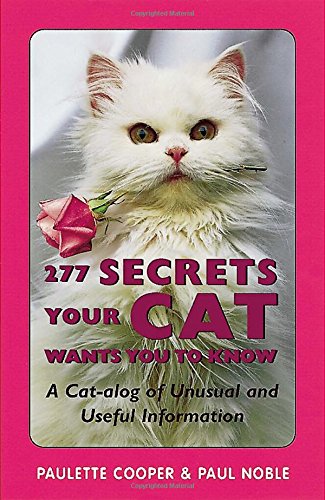 277 SECRETS
YOUR CAT
WANTS YOU TO KNOW
A Cat-alog of Unusual and
Useful Information
PAULETTE COOPER & PAUL NOBLE